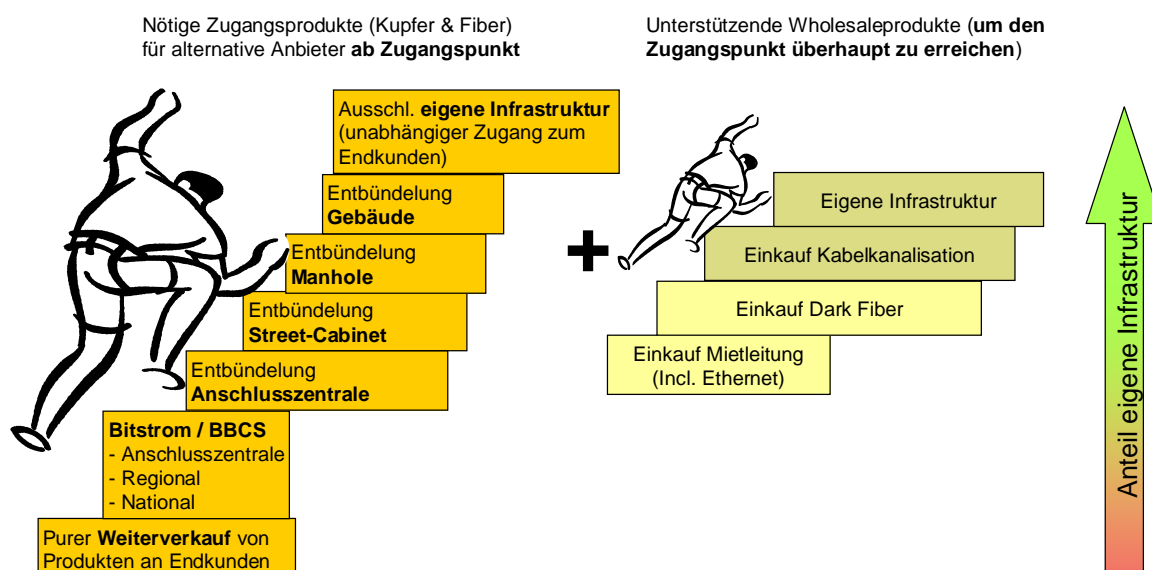 Nötige Zugangsprodukte (Kupfer & Fiber)
für alternative Anbieter ab Zugangspunkt
Unterstützende Wholesaleprodukte (um den
Zugangspunkt überhaupt zu erreichen)
Ausschl. eigene Infrastruktur
(unabhängiger Zugang zum
Endkunden)
Entbündelung
Gebäude
Entbündelung
Manhole
Entbündelung
Street-Cabinet
Entbündelung
Anschlusszentrale
Bitstrom / BBCS
- Anschlusszentrale
- Regional
- National
Purer Weiterverkauf von
Produkten an Endkunden
+
Eigene Infrastruktur
Einkauf Kabelkanalisation
Einkauf Dark Fiber
Einkauf Mietleitung
(Incl. Ethernet)
Anteil eigene Infrastruktur